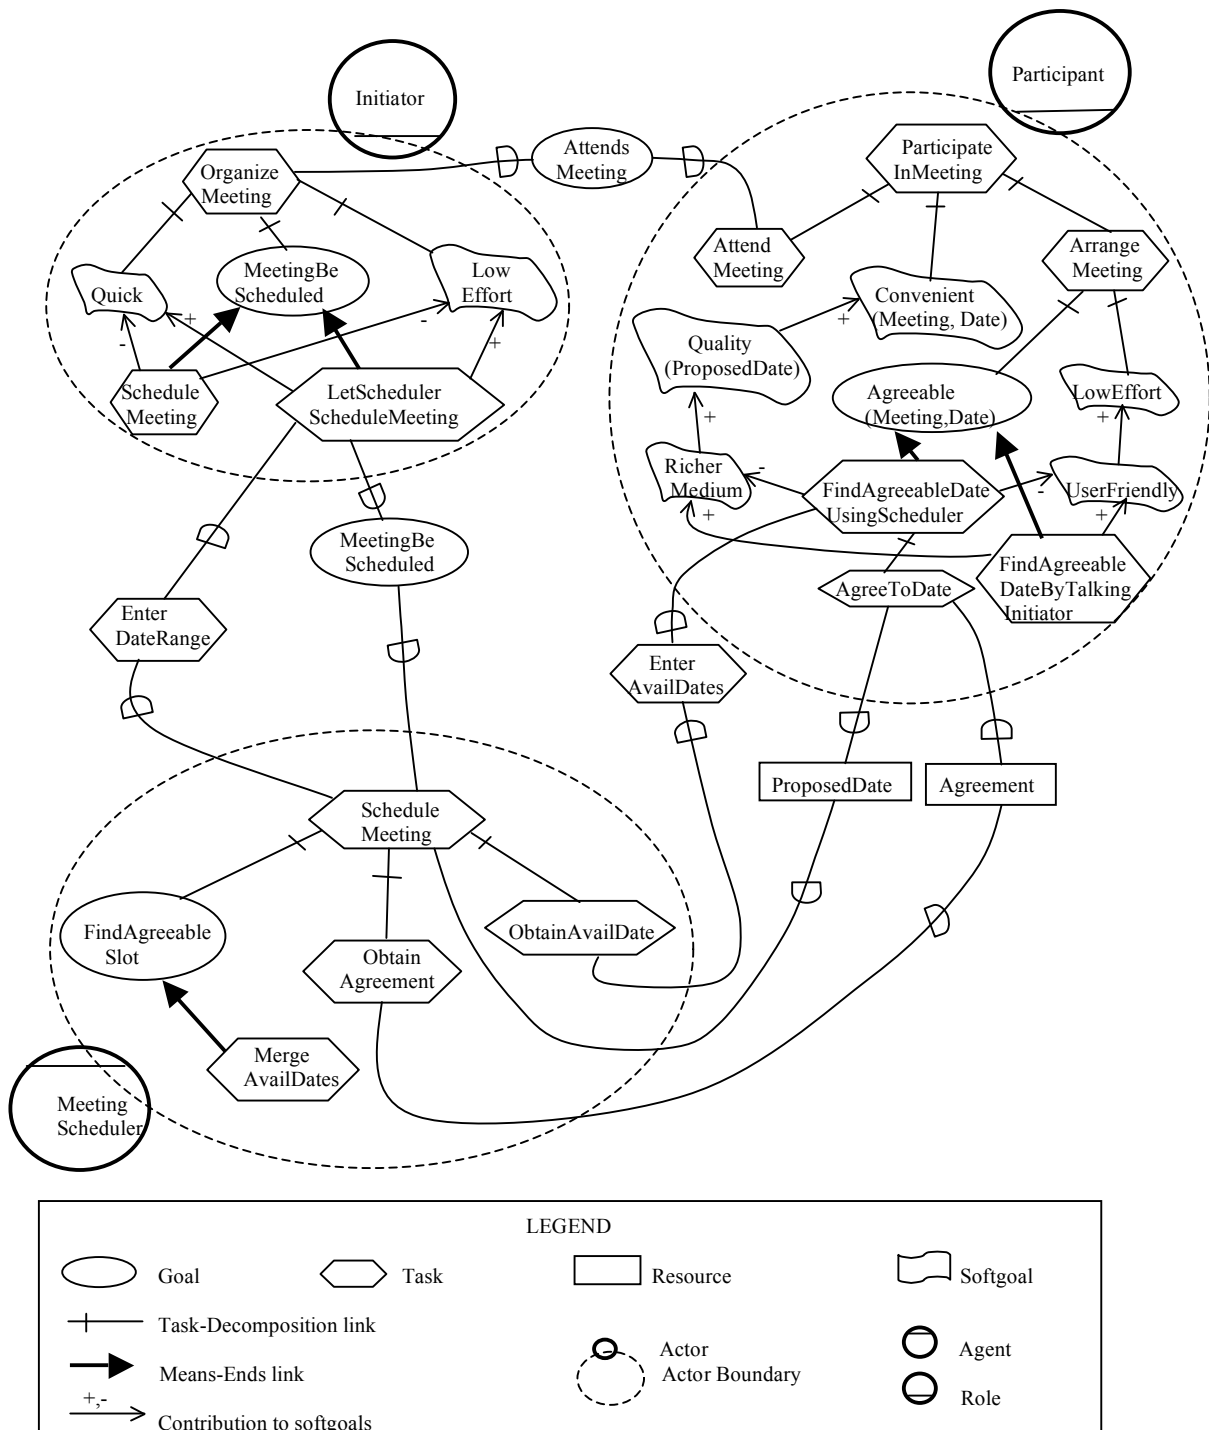 Participant
Initiator
Attends
Meeting
Organize
Meeting
Participate
InMeeting
Attend
Meeting
Arrange
Meeting
MeetingBe
Scheduled
Low
Effort
Quick
Convenient
(Meeting, Date)
+
-
-
+
+
+
Quality
(ProposedDate)
Schedule
Meeting
LetScheduler
ScheduleMeeting
Agreeable
(Meeting,Date)
LowEffort
+
+
Richer
Medium
-
FindAgreeableDate
UsingScheduler
-
UserFriendly
+
+
MeetingBe
Scheduled
FindAgreeable
DateByTalking
Initiator
AgreeToDate
Enter
DateRange
Enter
AvailDates
ProposedDate
Agreement
Schedule
Meeting
FindAgreeable
Slot
ObtainAvailDate
Obtain
Agreement
Merge
AvailDates
Meeting
Scheduler
LEGEND
Goal
Task
Resource
Softgoal
Task-Decomposition link
Actor
Agent
Means-Ends link
Actor Boundary
+,-
Role
Contribution to softgoals